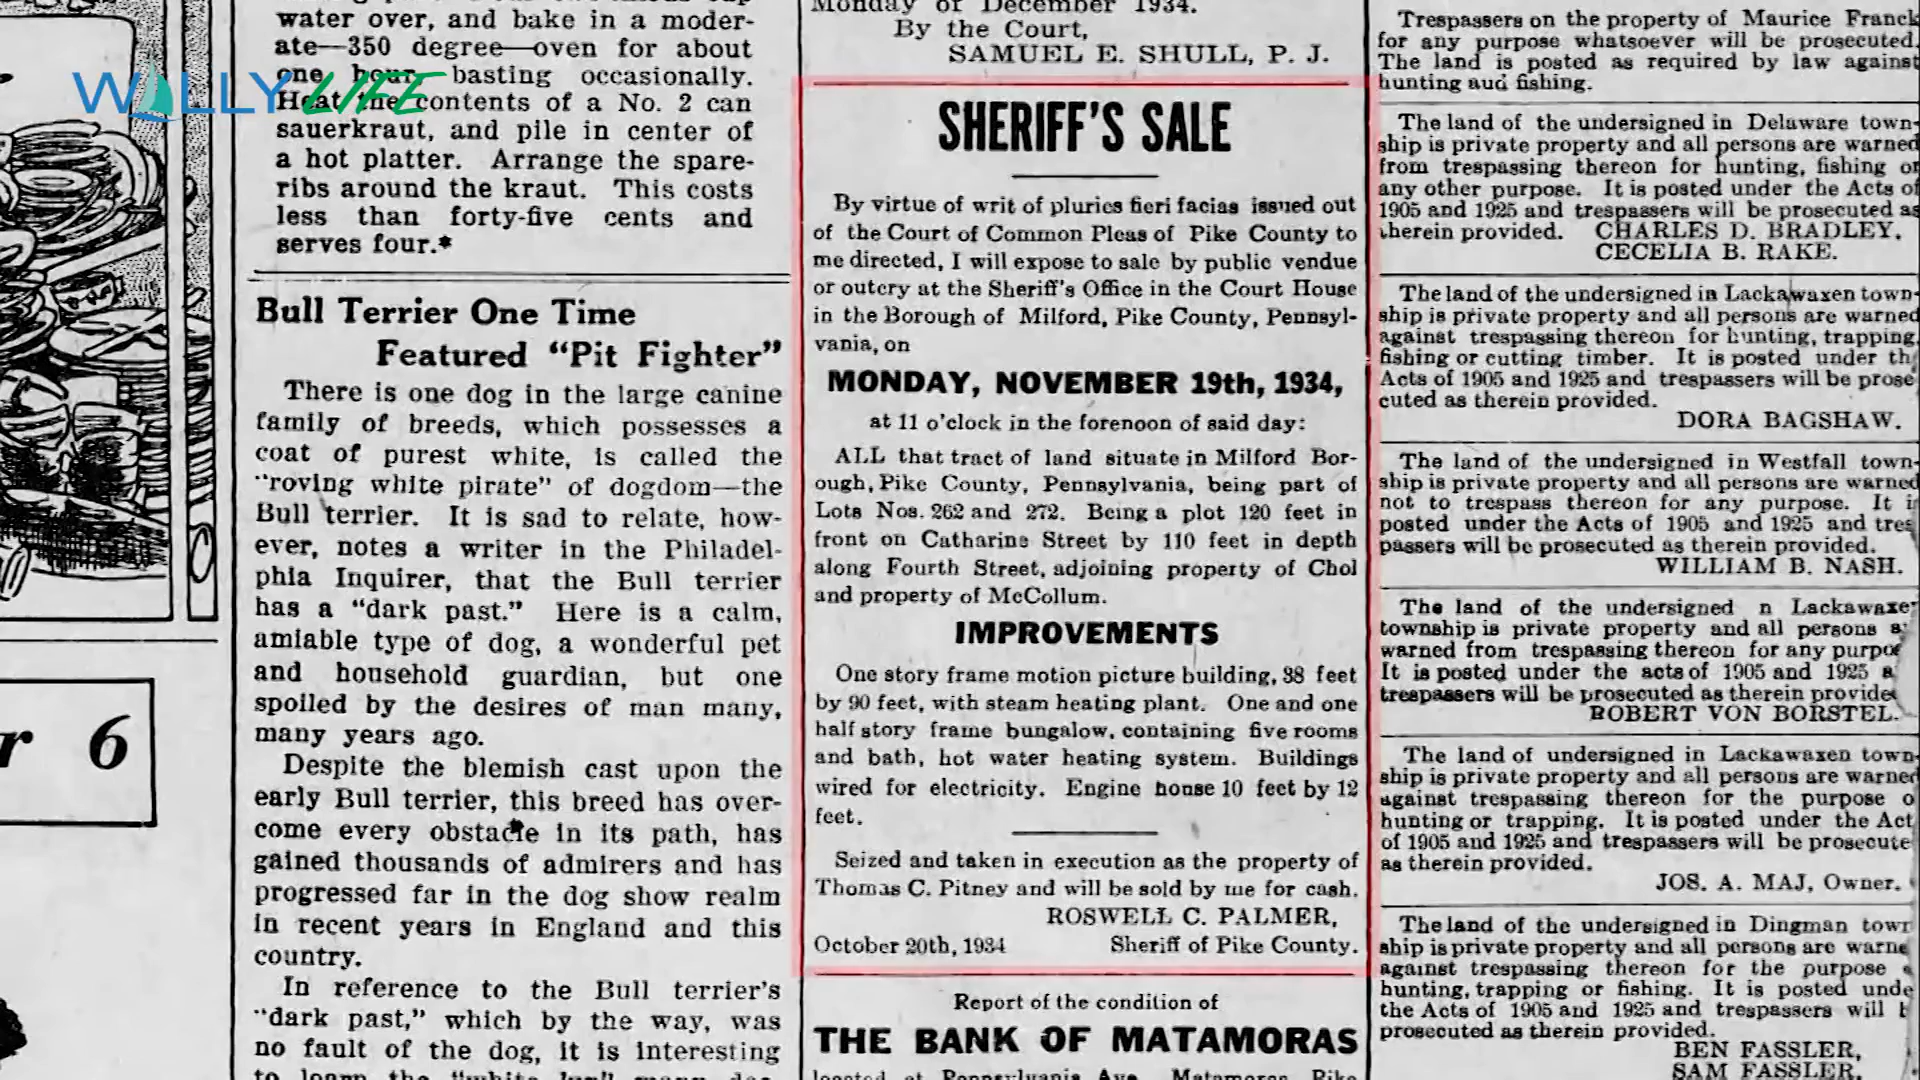 WALLY LIFE
water over, and bake in a moder-
ate—350 degree—oven for about
one hour, basting occasionally.
Heat the contents of a No. 2 can
sauerkraut, and pile in center of
a hot platter. Arrange the spare-
ribs around the kraut. This costs
less than forty-five cents and
serves four.*
Bull Terrier One Time
Featured "Pit Fighter"
There is one dog in the large canine
family of breeds, which possesses a
coat of purest white, is called the
"roving white pirate" of dogdom—the
Bull terrier. It is sad to relate, how-
ever, notes a writer in the Philadel-
phia Inquirer, that the Bull terrier
has a "dark past." Here is a calm,
amiable type of dog, a wonderful pet
and household guardian, but one
spoiled by the desires of man many,
many years ago.
Despite the blemish cast upon the
early Bull terrier, this breed has over-
come every obstacle in its path, has
gained thousands of admirers and has
progressed far in the dog show realm
in recent years in England and this
country.
In reference to the Bull terrier's
"dark past," which by the way, was
no fault of the dog, it is interesting
r 6
Monday of December 1934.
By the Court,
SAMUEL E. SHULL, P. J.
SHERIFF'S SALE
By virtue of writ of pluries fieri facias issued out
of the Court of Common Pleas of Pike County to
me directed, I will expose to sale by public vendue
or outcry at the Sheriff's Office in the Court House
in the Borough of Milford, Pike County, Pennsyl-
vania, on
MONDAY, NOVEMBER 19th, 1934,
at 11 o'clock in the forenoon of said day:
ALL that tract of land situate in Milford Bor-
ough, Pike County, Pennsylvania, being part of
Lots Nos. 262 and 272. Being a plot 120 feet in
front on Catharine Street by 110 feet in depth
along Fourth Street, adjoining property of Chol
and property of McCollum.
IMPROVEMENTS
One story frame motion picture building, 38 feet
by 90 feet, with steam heating plant. One and one
half story frame bungalow, containing five rooms
and bath, hot water heating system. Buildings
wired for electricity. Engine house 10 feet by 12
feet.
Seized and taken in execution as the property of
Thomas C. Pitney and will be sold by me for cash.
ROSWELL C. PALMER,
October 20th, 1934 Sheriff of Pike County.
Report of the condition of
THE BANK OF MATAMORAS
located at Pennsylvania Ave. Matamoras Pike
Trespassers on the property of Maurice Franck
for any purpose whatsoever will be prosecuted.
The land is posted as required by law against
hunting aud fishing.
The land of the undersigned in Delaware town-
ship is private property and all persons are warned
from trespassing thereon for hunting, fishing or
any other purpose. It is posted under the Acts of
1905 and 1925 and trespassers will be prosecuted as
therein provided. CHARLES D. BRADLEY,
CECELIA B. RAKE.
The land of the undersigned in Lackawaxen town-
ship is private property and all persons are warned
against trespassing thereon for hunting, trapping,
fishing or cutting timber. It is posted under th
Acts of 1905 and 1925 and trespassers will be prose
cuted as therein provided.
DORA BAGSHAW.
The land of the undersigned in Westfall town-
ship is private property and all persons are warned
not to trespass thereon for any purpose. It i
posted under the Acts of 1905 and 1925 and tres
passers will be prosecuted as therein provided.
WILLIAM B. NASH.
The land of the undersigned n Lackawaxe
township is private property and all persons a
warned from trespassing thereon for any purpo
It is posted under the acts of 1905 and 1925 a
trespassers will be prosecuted as therein provide
ROBERT VON BORSTEL.
The land of undersigned in Lackawaxen town-
ship is private property and all persons are warned
against trespassing thereon for the purpose o
hunting or trapping. It is posted under the Act
of 1905 and 1925 and trespassers will be prosecute
as therein provided.
JOS. A. MAJ, Owner.
The land of the undersigned in Dingman town
ship is private property and all persons are warne
against trespassing thereon for the purpose
hunting, trapping or fishing. It is posted unde
the Acts of 1905 and 1925 and trespassers will b
prosecuted as therein provided.
BEN FASSLER,
SAM FASSLER.